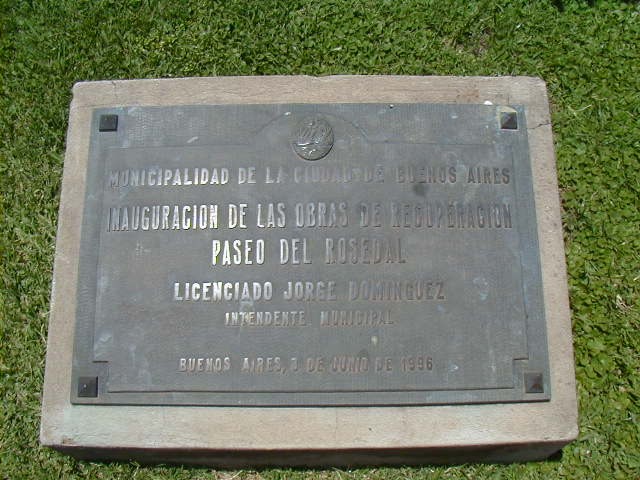 MUNICIPALIDAD DE LA CIUDAD DE BUENOS AIRES
INAUGURACION DE LAS OBRAS DE RECUPERACION
PASEO DEL ROSEDAL
LICENCIADO JORGE DOMINGUEZ
INTENDENTE MUNICIPAL
BUENOS AIRES, 3 DE JUNIO DE 1996